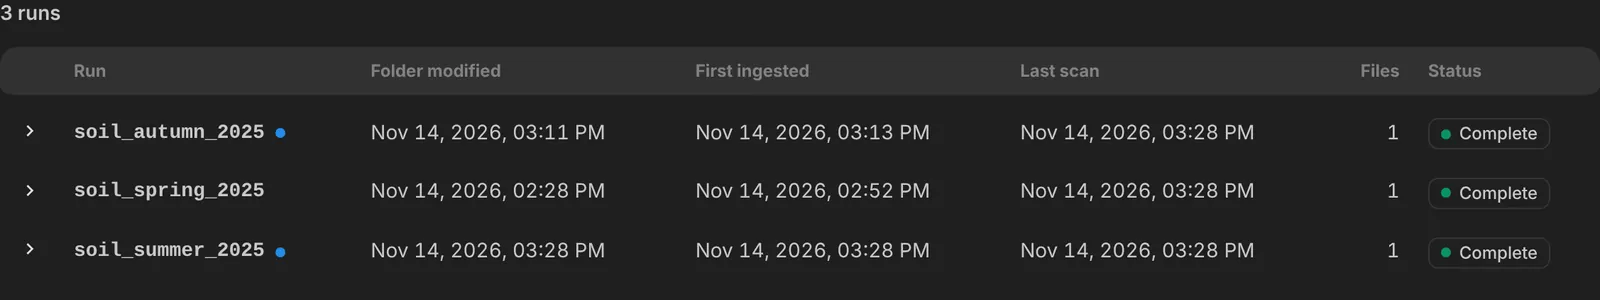 3 runs
Run Folder modified First ingested Last scan Files Status
soil_autumn_2025 Nov 14, 2026, 03:11 PM Nov 14, 2026, 03:13 PM Nov 14, 2026, 03:28 PM 1 Complete
soil_spring_2025 Nov 14, 2026, 02:28 PM Nov 14, 2026, 02:52 PM Nov 14, 2026, 03:28 PM 1 Complete
soil_summer_2025 Nov 14, 2026, 03:28 PM Nov 14, 2026, 03:28 PM Nov 14, 2026, 03:28 PM 1 Complete